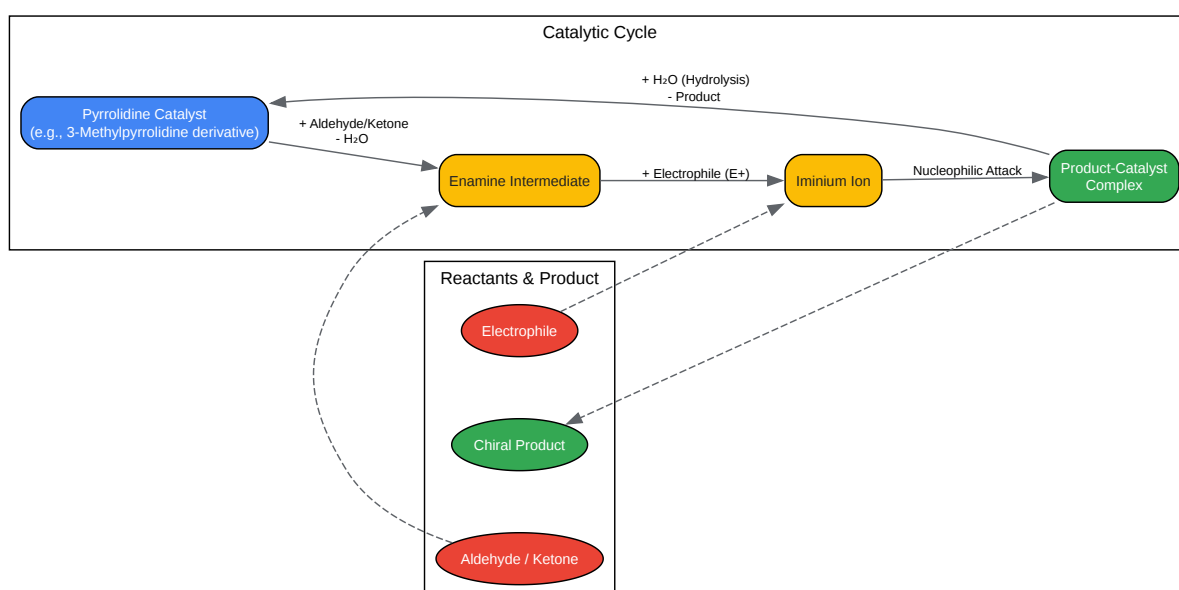 Catalytic Cycle
+ H₂O (Hydrolysis)
- Product
Pyrrolidine Catalyst
(e.g., 3-Methylpyrrolidine derivative)
+ Aldehyde/Ketone
- H₂O
Enamine Intermediate
+ Electrophile (E+)
Iminium Ion
Nucleophilic Attack
Product-Catalyst
Complex
Reactants & Product
Electrophile
Chiral Product
Aldehyde / Ketone